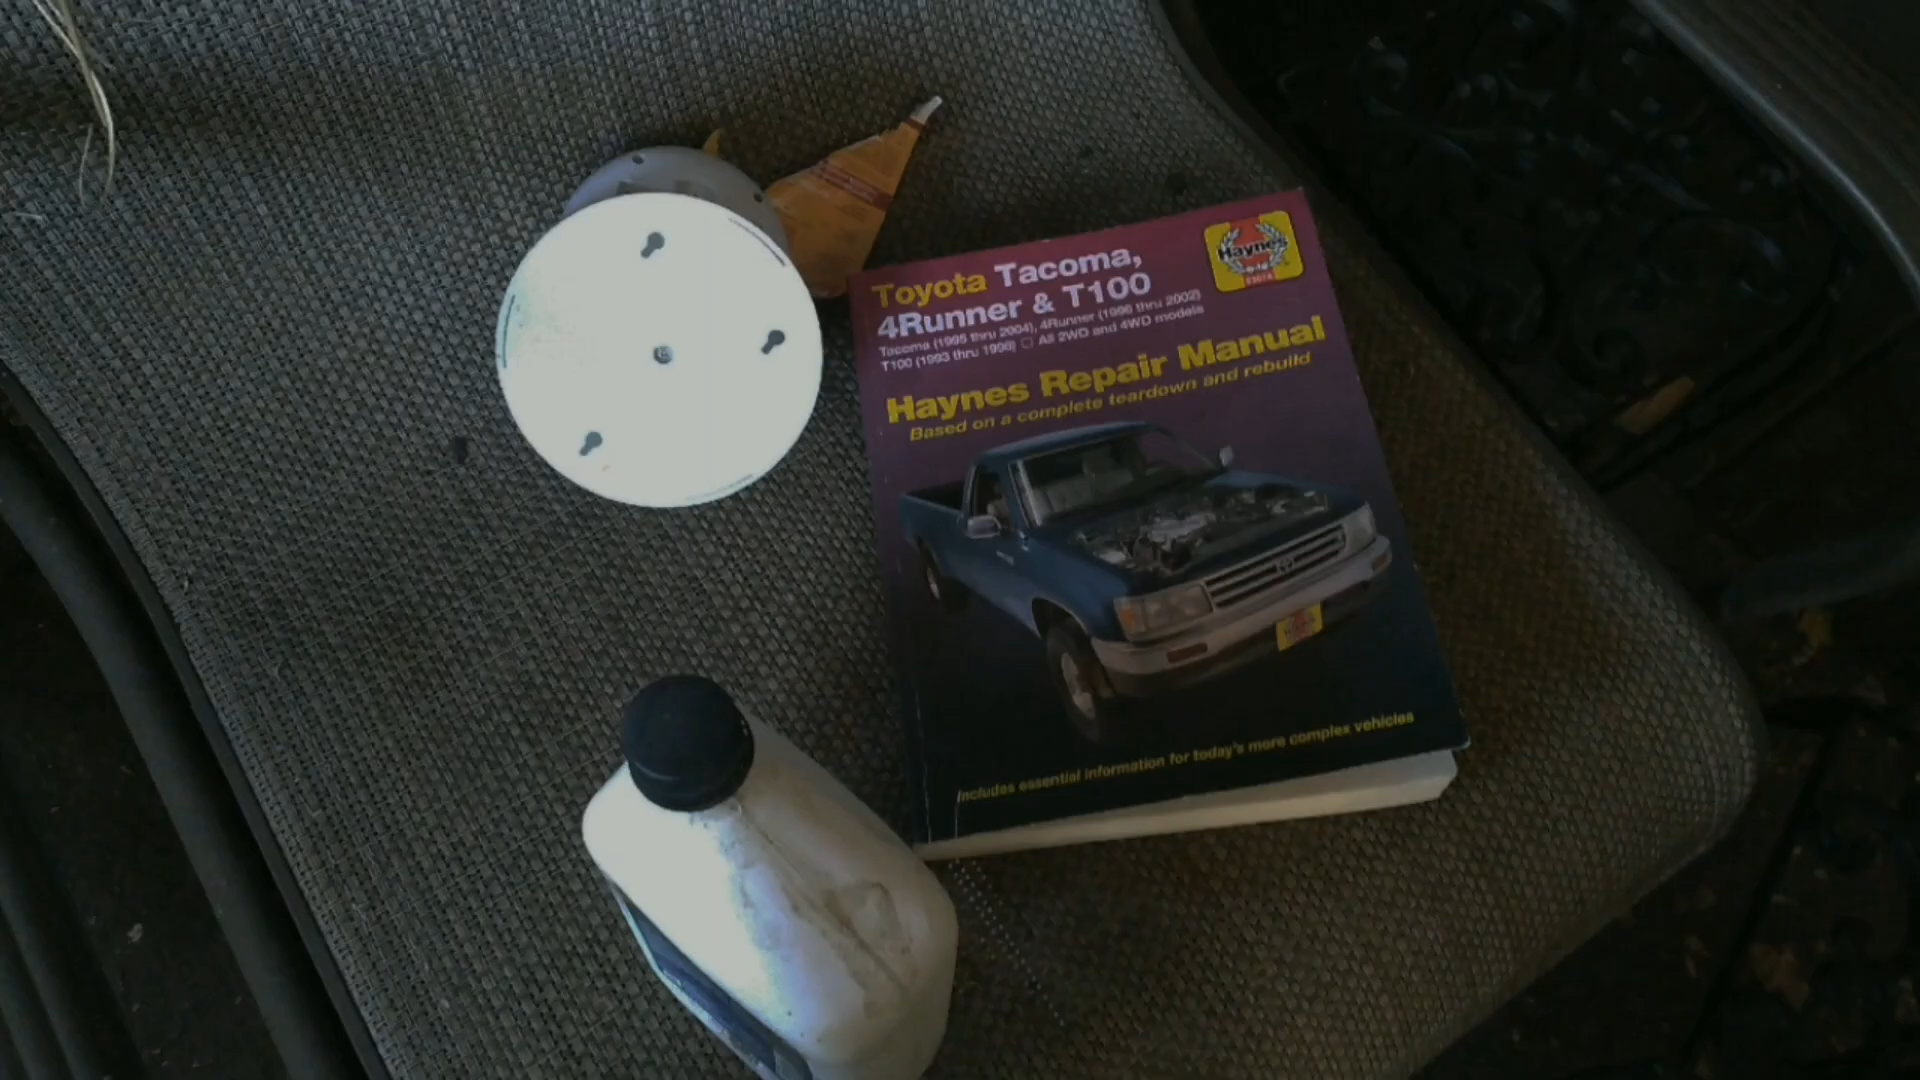 Toyota Tacoma,
4Runner & T100
Tacoma (1995 thru 2004), 4Runner (1996 thru 2002)
T100 (1993 thru 1998) □ All 2WD and 4WD models
Haynes
Haynes Repair Manual
Based on a complete teardown and rebuild
Includes essential information for today's more complex vehicles